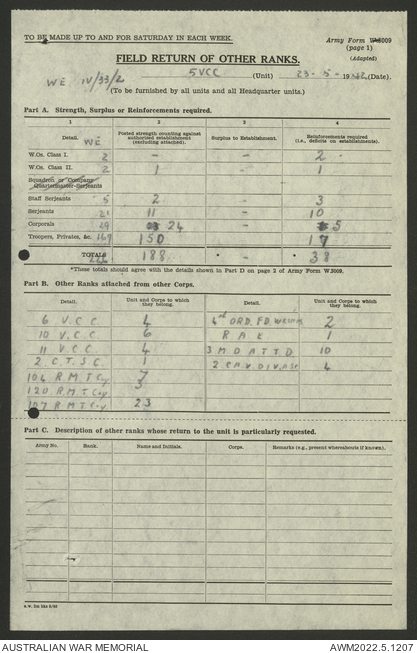 TO BE MADE UP TO AND FOR SATURDAY IN EACH WEEK.
Army Form W.3009
(page 1)
(Adapted)
FIELD RETURN OF OTHER RANKS.
WE IV/33/2 5VCC (Unit) 23-5-1942 (Date).
(To be furnished by all units and all Headquarter units.)
Part A. Strength, Surplus or Reinforcements required.
1 2 3 4
Detail. WE Posted strength counting against authorised establishment (excluding attached). Surplus to Establishment. Reinforcements required (i.e., deficits on establishments).
W.Os. Class I. 2 – – 2
W.Os. Class II. 2 1 – 1
Squadron or Company
Quartermaster-Serjeants
Staff Serjeants 5 2 3
Serjeants 21 11 10
Corporals 29 24 5
Troopers, Privates, &c. 167 150 17
TOTALS 188 * – * 38
*These totals should agree with the details shown in Part D on page 2 of Army Form W.3009.
Part B. Other Ranks attached from other Corps.
Detail. Unit and Corps to which they belong. Detail. Unit and Corps to which they belong.
6 V.C.C. 4 4th ORD. FD. 2
10 V.C.C. 6 1
11 V.C.C. 4 10
2 C.T.S.C. 1 2 CAV. DIV. ASC 4
104 R.M.T. Coy 7
120 R.M.T. Coy 3
107 R.M.T. Coy 23
Part C. Description of other ranks whose return to the unit is particularly requested.
Army No. Rank. Name and Initials. Corps. Remarks (e.g., present whereabouts if known).
AUSTRALIAN WAR MEMORIAL AWM2022.5.1207